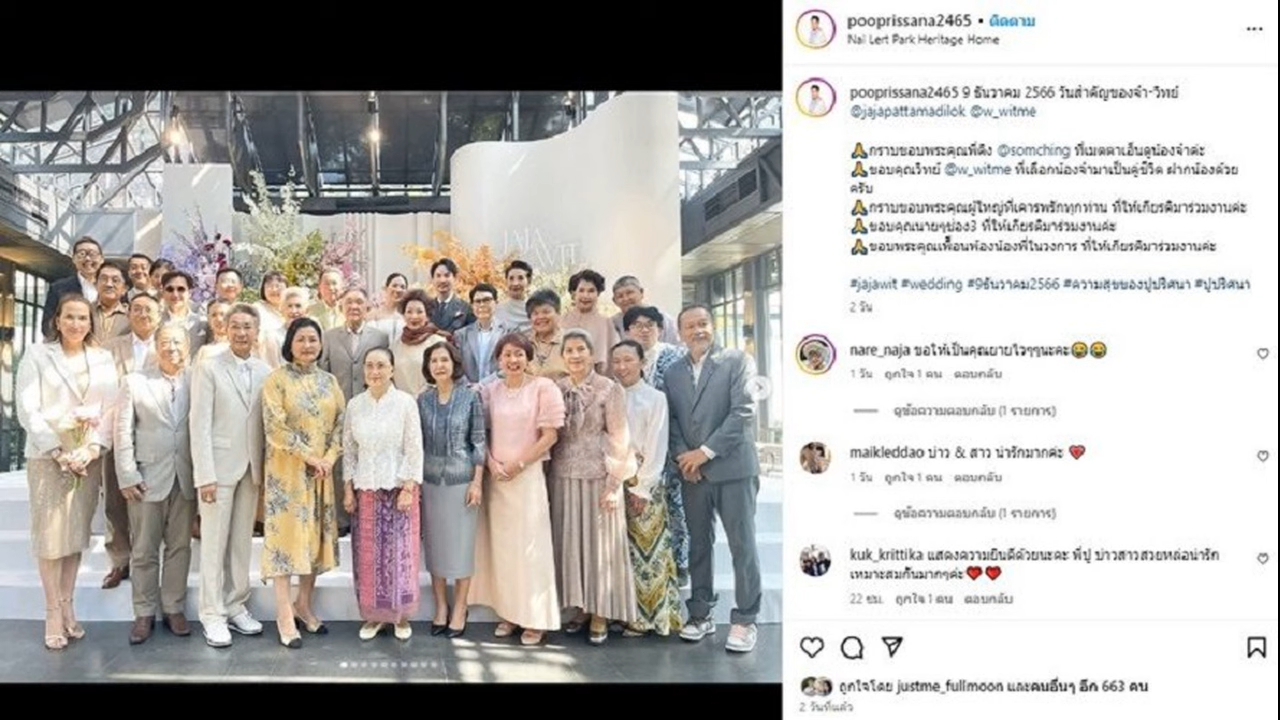 JAJA
WIT
pooprissana2465 • ติดตาม
Nai Lert Park Heritage Home
pooprissana2465 9 ธันวาคม 2566 วันสำคัญของจ๋า-วิทย์
@jajapattamadilok @w_witme
🙏กราบขอบพระคุณพี่ติง @somching ที่เมตตาเอ็นดูน้องจ๋าค่ะ
🙏ขอบคุณวิทย์ @w_witme ที่เลือกน้องจ๋ามาเป็นคู่ชีวิต ฝากน้องด้วย
ครับ
🙏กราบขอบพระคุณผู้ใหญ่ที่เคารพรักทุกท่าน ที่ให้เกียรติมาร่วมงานค่ะ
🙏ขอบคุณนายๆช่อง3 ที่ให้เกียรติมาร่วมงานค่ะ
🙏ขอบพระคุณเพื่อนพ้องน้องพี่ในวงการ ที่ให้เกียรติมาร่วมงานค่ะ
#jajawit #wedding #9ธันวาคม2566 #ความสุขของปูปริศนา #ปูปริศนา
2 วัน
nare_naja ขอให้เป็นคุณยายไวๆๆนะคะ😭😭
1 วัน ถูกใจ 1 คน ตอบกลับ
ดูข้อความตอบกลับ (1 รายการ)
maikleddao บ่าว & สาว น่ารักมากค่ะ 💓
1 วัน ถูกใจ 1 คน ตอบกลับ
ดูข้อความตอบกลับ (1 รายการ)
kuk_krittika แสดงความยินดีด้วยนะคะ พี่ปู บ่าวสาวสวยหล่อน่ารัก
เหมาะสมกันมากๆค่ะ❤️❤️
22 ชม. ถูกใจ 1 คน ตอบกลับ
ถูกใจโดย justme_fullmoon และคนอื่นๆ อีก 663 คน
2 วันที่แล้ว